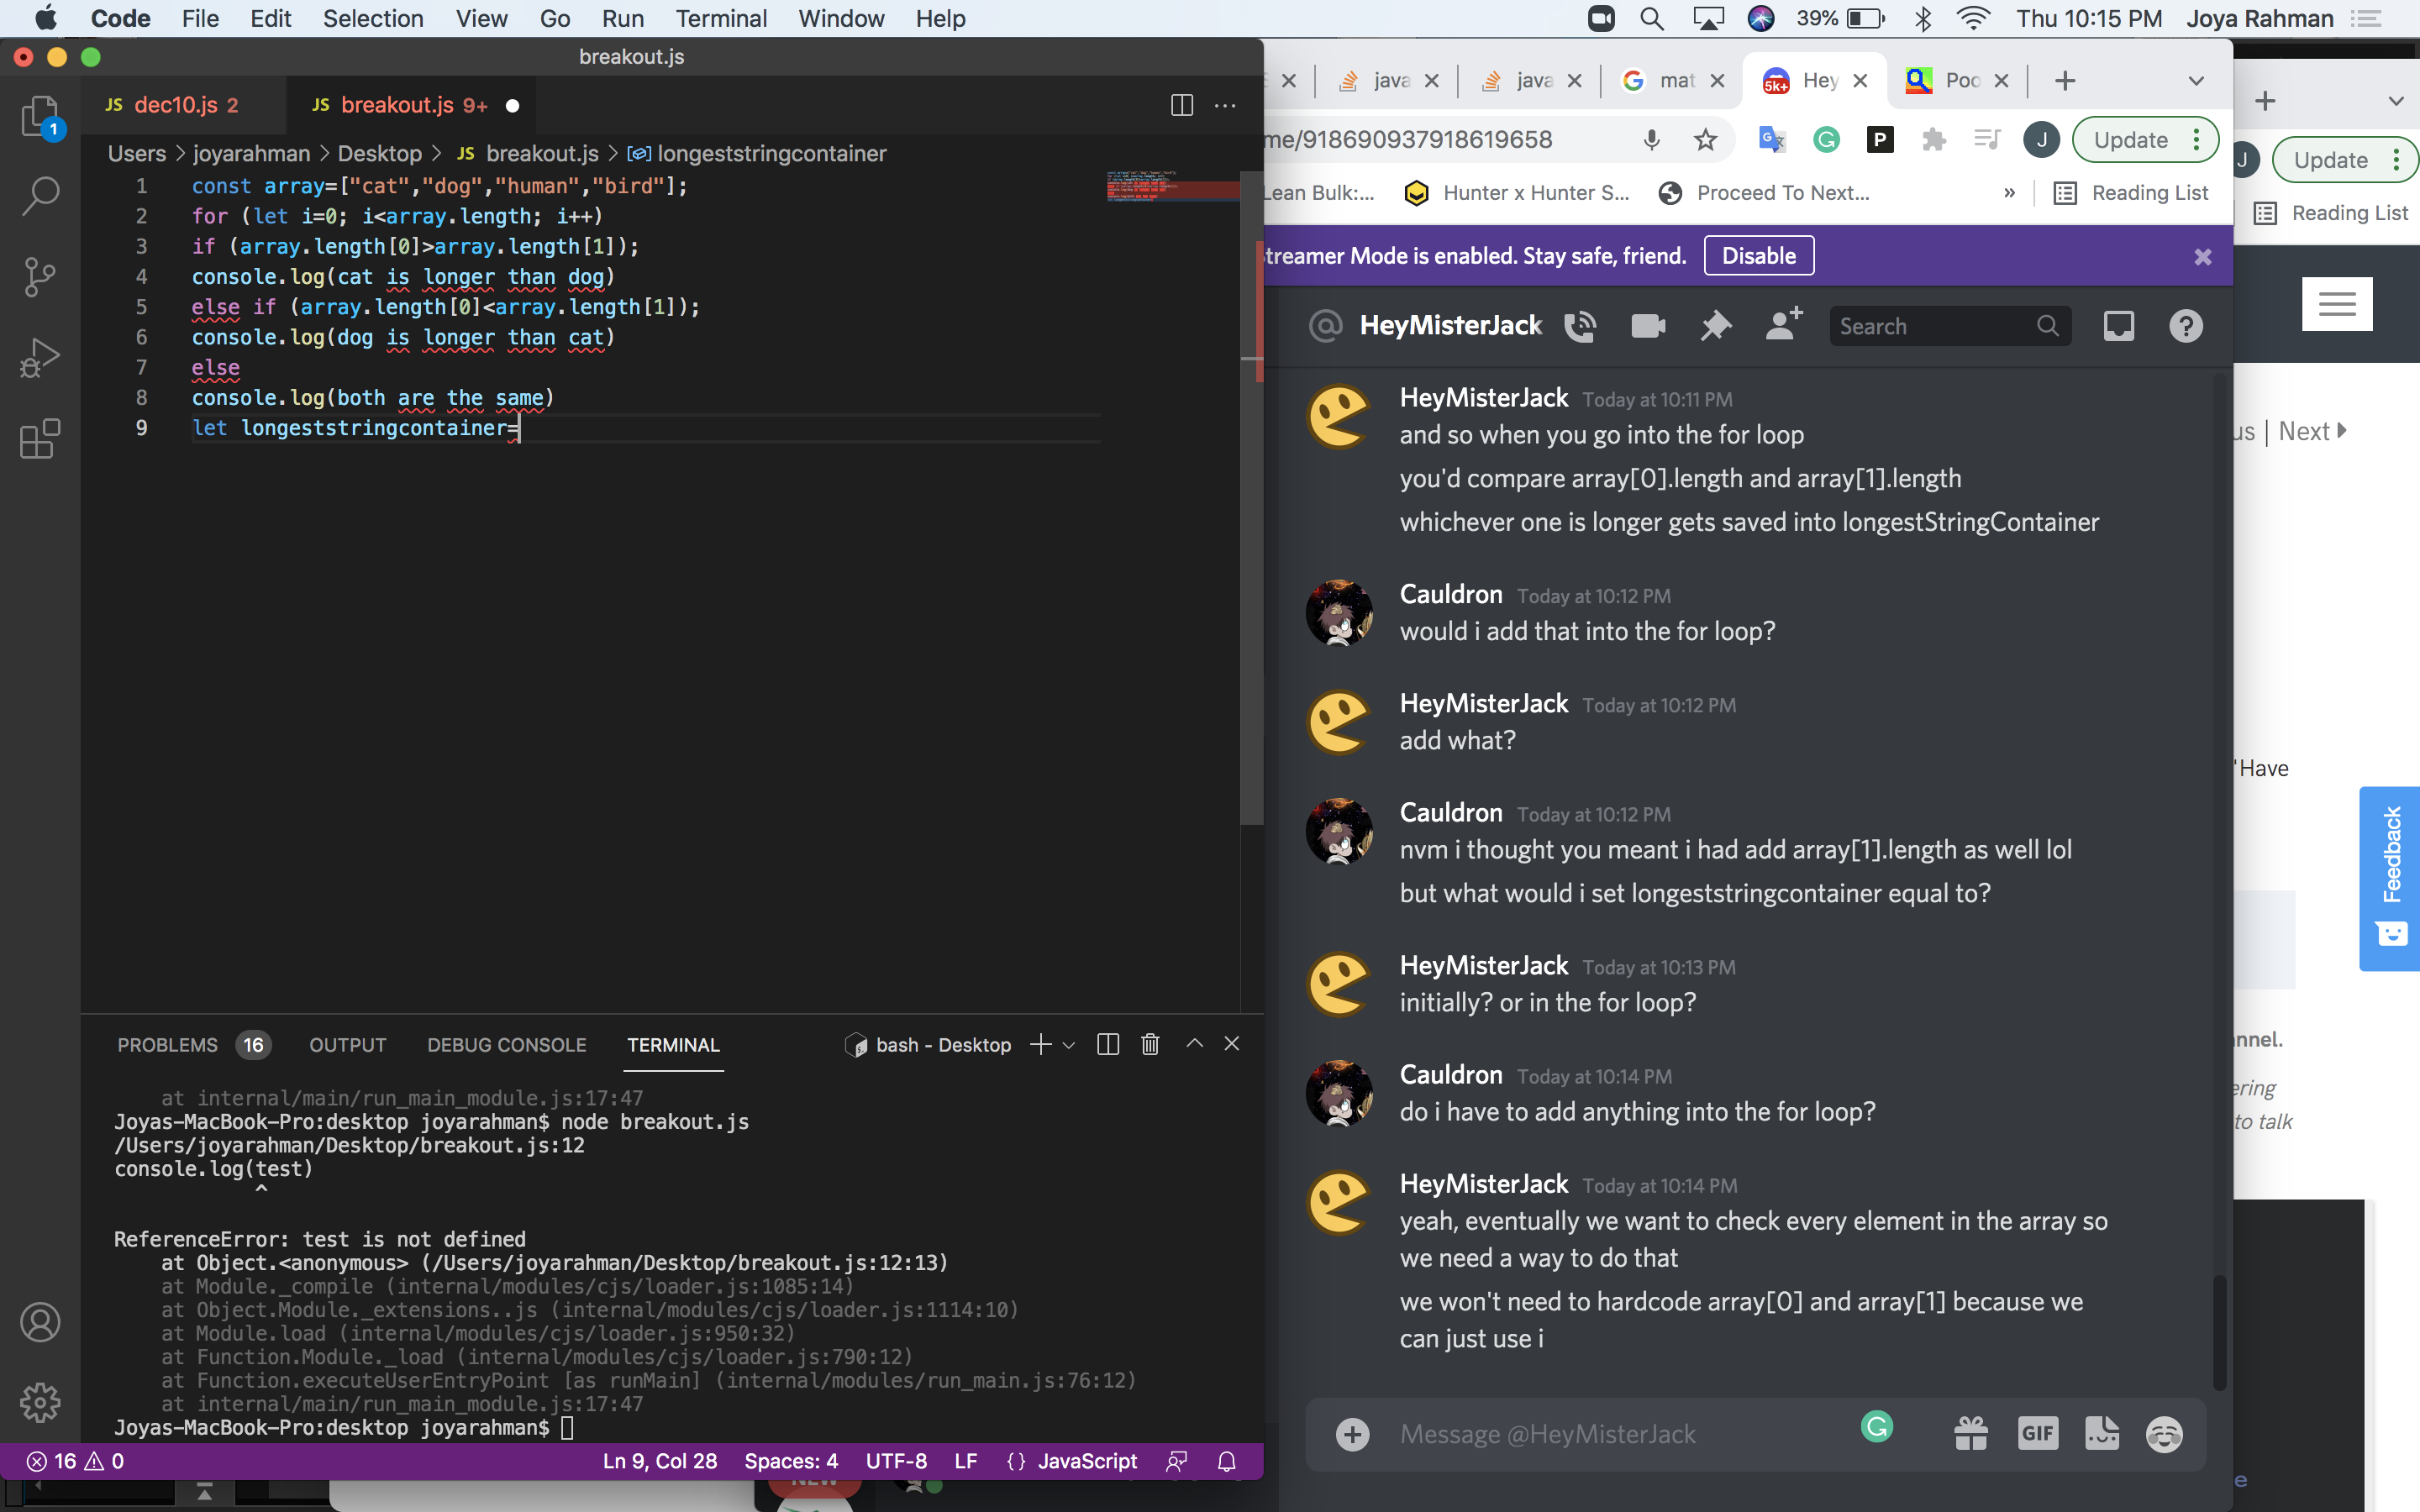 Code File Edit Selection View Go Run Terminal Window Help 39% Thu 10:15 PM Joya Rahman
breakout.js
JS dec10.js 2 JS breakout.js 9+
Users > joyarahman > Desktop > JS breakout.js > longeststringcontainer
1 const array=["cat","dog","human","bird"];
2 for (let i=0; i<array.length; i++)
3 if (array.length[0]>array.length[1]);
4 console.log(cat is longer than dog)
5 else if (array.length[0]<array.length[1]);
6 console.log(dog is longer than cat)
7 else
8 console.log(both are the same)
9 let longeststringcontainer=
1
PROBLEMS 16 OUTPUT DEBUG CONSOLE TERMINAL bash - Desktop
at internal/main/run_main_module.js:17:47
Joyas-MacBook-Pro:desktop joyarahman$ node breakout.js
/Users/joyarahman/Desktop/breakout.js:12
console.log(test)
^
ReferenceError: test is not defined
at Object.<anonymous> (/Users/joyarahman/Desktop/breakout.js:12:13)
at Module._compile (internal/modules/cjs/loader.js:1085:14)
at Object.Module._extensions..js (internal/modules/cjs/loader.js:1114:10)
at Module.load (internal/modules/cjs/loader.js:950:32)
at Function.Module._load (internal/modules/cjs/loader.js:790:12)
at Function.executeUserEntryPoint [as runMain] (internal/modules/run_main.js:76:12)
at internal/main/run_main_module.js:17:47
Joyas-MacBook-Pro:desktop joyarahman$
16 0 Ln 9, Col 28 Spaces: 4 UTF-8 LF {} JavaScript
NEW
java java mat 5k+ Hey Poo
me/918690937918619658 P J Update
Lean Bulk:... Hunter x Hunter S... Proceed To Next... » Reading List
Streamer Mode is enabled. Stay safe, friend. Disable
@ HeyMisterJack Search
HeyMisterJack Today at 10:11 PM
and so when you go into the for loop
you'd compare array[0].length and array[1].length
whichever one is longer gets saved into longestStringContainer
Cauldron Today at 10:12 PM
would i add that into the for loop?
HeyMisterJack Today at 10:12 PM
add what?
Cauldron Today at 10:12 PM
nvm i thought you meant i had add array[1].length as well lol
but what would i set longeststringcontainer equal to?
HeyMisterJack Today at 10:13 PM
initially? or in the for loop?
Cauldron Today at 10:14 PM
do i have to add anything into the for loop?
HeyMisterJack Today at 10:14 PM
yeah, eventually we want to check every element in the array so
we need a way to do that
we won't need to hardcode array[0] and array[1] because we
can just use i
Message @HeyMisterJack GIF
J Update
Reading List
us | Next
'Have
Feedback
annel.
ering
to talk
e